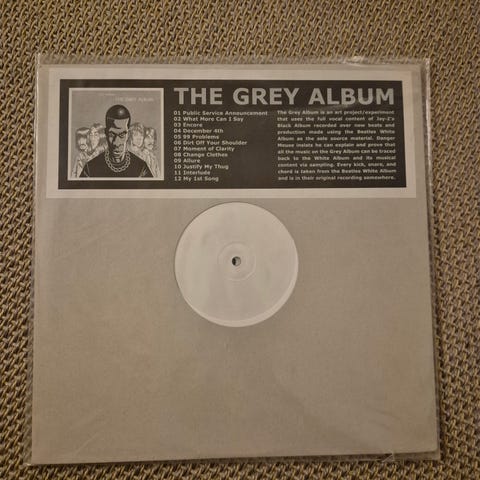 THE GREY ALBUM
THE GREY ALBUM
01 Public Service Announcement
02 What More Can I Say
03 Encore
04 December 4th
05 99 Problems
06 Dirt Off Your Shoulder
07 Moment of Clarity
08 Change Clothes
09 Allure
10 Justify My Thug
11 Interlude
12 My 1st Song
The Grey Album is an art project/experiment
that uses the full vocal content of Jay-Z's
Black Album recorded over new beats and
production made using the Beatles White
Album as the sole source material. Danger
Mouse insists he can explain and prove that
all the music on the Grey Album can be traced
back to the White Album and its musical
content via sampling. Every kick, snare, and
chord is taken from the Beatles White Album
and is in their original recording somewhere.